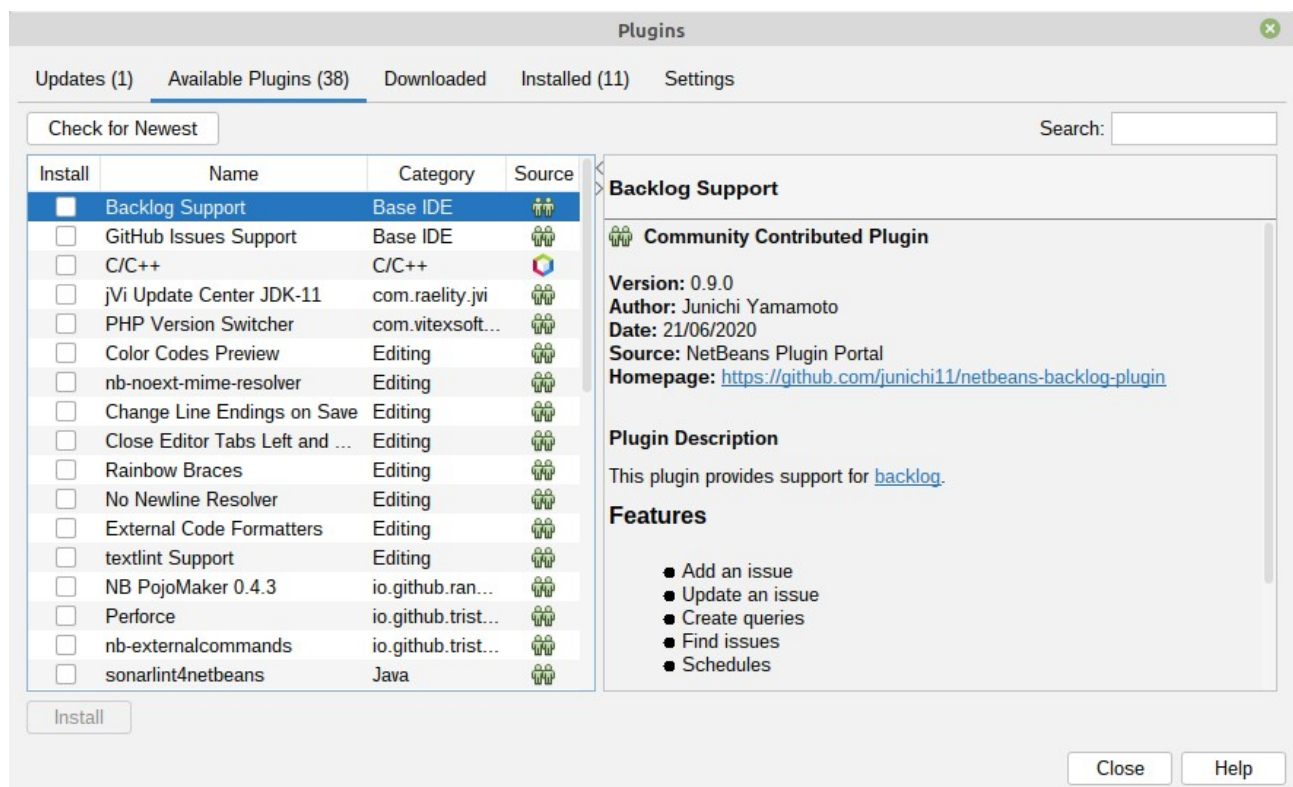 Plugins
Updates (1) Available Plugins (38) Downloaded Installed (11) Settings
Check for Newest Search:
Install Name Category Source
Backlog Support Base IDE
GitHub Issues Support Base IDE
C/C++ C/C++
jVi Update Center JDK-11 com.raelity.jvi
PHP Version Switcher com.vitexsoft...
Color Codes Preview Editing
nb-noext-mime-resolver Editing
Change Line Endings on Save Editing
Close Editor Tabs Left and ... Editing
Rainbow Braces Editing
No Newline Resolver Editing
External Code Formatters Editing
textlint Support Editing
NB PojoMaker 0.4.3 io.github.ran...
Perforce io.github.trist...
nb-externalcommands io.github.trist...
sonarlint4netbeans Java
Backlog Support
Community Contributed Plugin
Version: 0.9.0
Author: Junichi Yamamoto
Date: 21/06/2020
Source: NetBeans Plugin Portal
Homepage: https://github.com/junichi11/netbeans-backlog-plugin
Plugin Description
This plugin provides support for backlog.
Features
Add an issue
Update an issue
Create queries
Find issues
Schedules
Install
Close Help